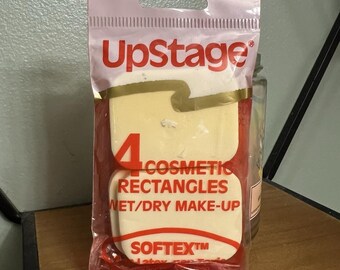 UpStage®
4 COSMETIC
RECTANGLES
WET/DRY MAKE-UP
SOFTEX™